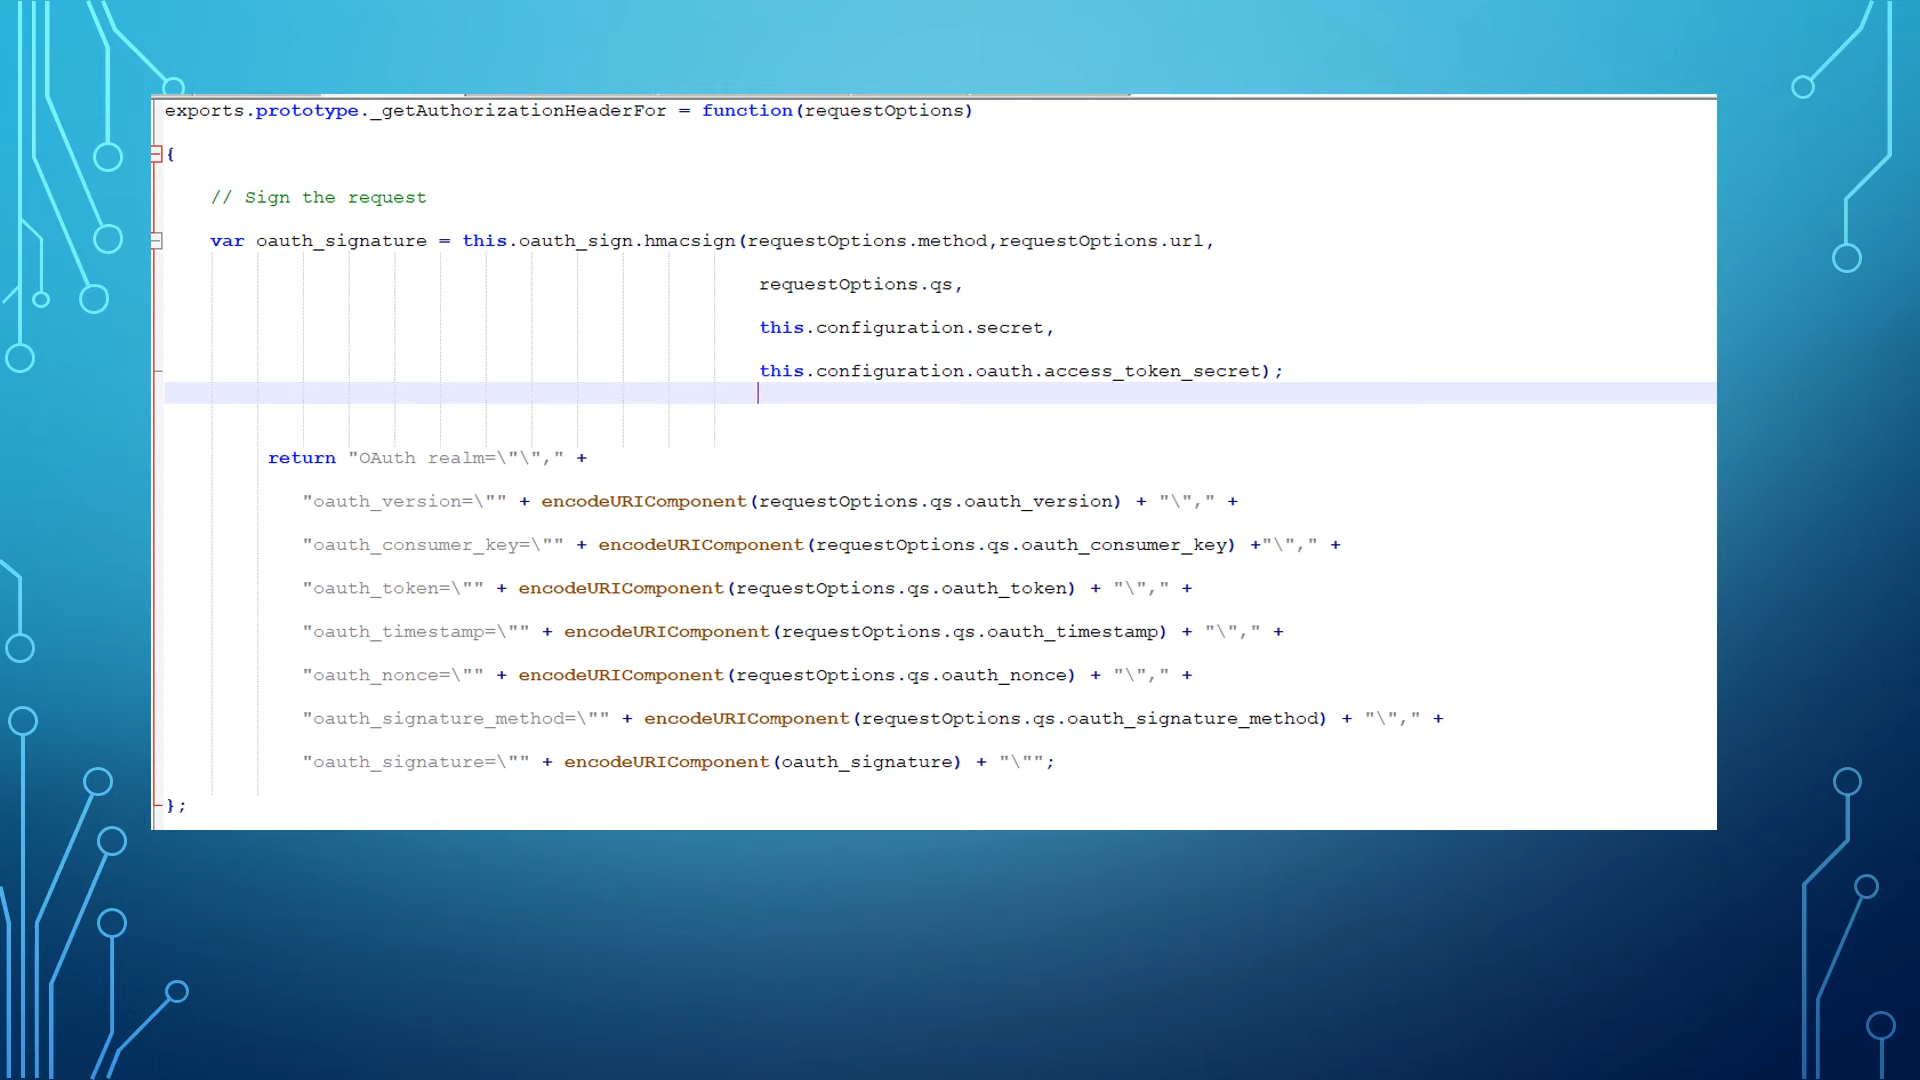 exports.prototype._getAuthorizationHeaderFor = function(requestOptions)
{
// Sign the request
var oauth_signature = this.oauth_sign.hmacsign(requestOptions.method,requestOptions.url,
requestOptions.qs,
this.configuration.secret,
this.configuration.oauth.access_token_secret);
return "OAuth realm=\"\"," +
"oauth_version=\"" + encodeURIComponent(requestOptions.qs.oauth_version) + "\"," +
"oauth_consumer_key=\"" + encodeURIComponent(requestOptions.qs.oauth_consumer_key) +"\"," +
"oauth_token=\"" + encodeURIComponent(requestOptions.qs.oauth_token) + "\"," +
"oauth_timestamp=\"" + encodeURIComponent(requestOptions.qs.oauth_timestamp) + "\"," +
"oauth_nonce=\"" + encodeURIComponent(requestOptions.qs.oauth_nonce) + "\"," +
"oauth_signature_method=\"" + encodeURIComponent(requestOptions.qs.oauth_signature_method) + "\"," +
"oauth_signature=\"" + encodeURIComponent(oauth_signature) + "\"";
};